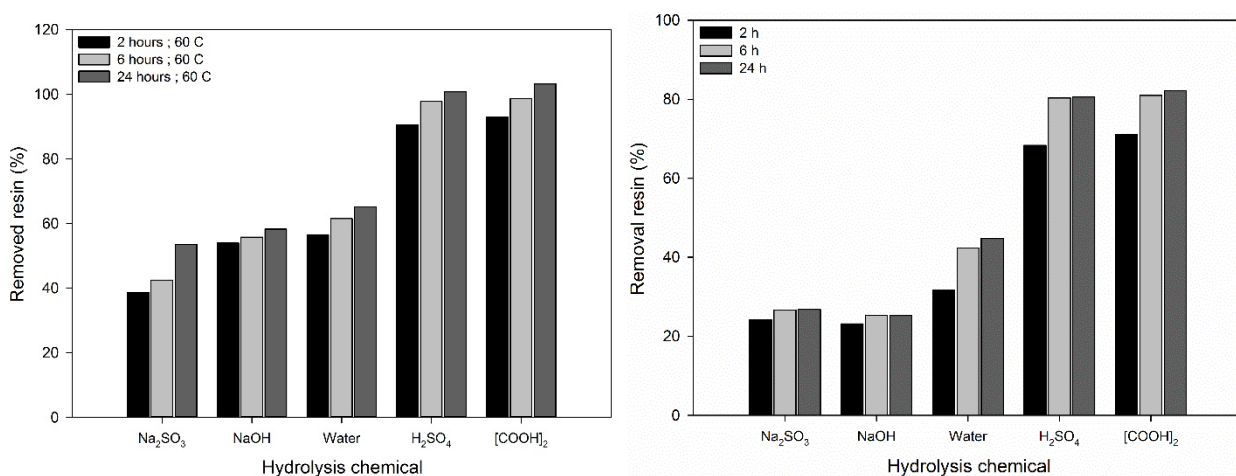 120
100
80
60
40
20
0
Removed resin (%)
2 hours ; 60 C
6 hours ; 60 C
24 hours ; 60 C
Na₂SO₃
NaOH
Water
H₂SO₄
[COOH]₂
Hydrolysis chemical
100
80
60
40
20
0
Removal resin (%)
2 h
6 h
24 h
Na₂SO₃
NaOH
Water
H₂SO₄
[COOH]₂
Hydrolysis chemical